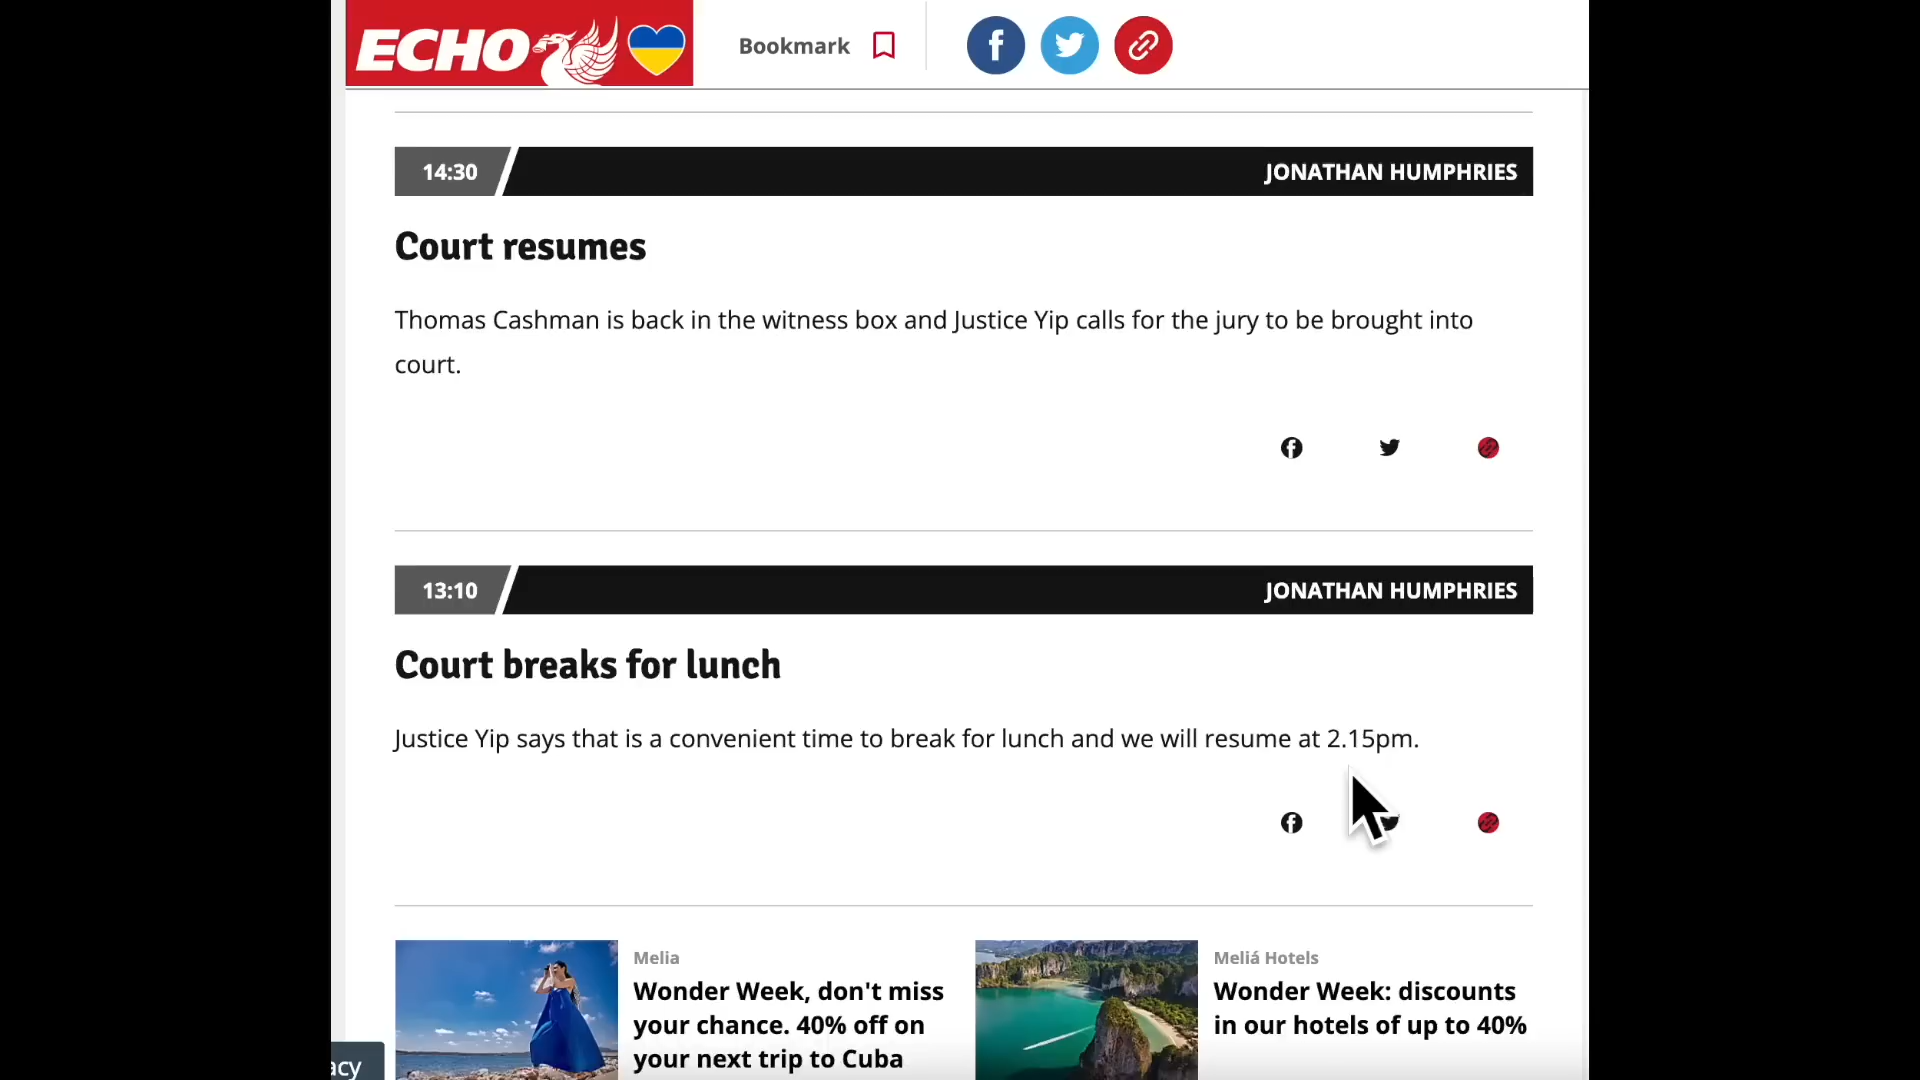 ECHO
Bookmark
14:30
JONATHAN HUMPHRIES
Court resumes
Thomas Cashman is back in the witness box and Justice Yip calls for the jury to be brought into
court.
13:10
JONATHAN HUMPHRIES
Court breaks for lunch
Justice Yip says that is a convenient time to break for lunch and we will resume at 2.15pm.
Melia
Wonder Week, don't miss
your chance. 40% off on
your next trip to Cuba
Meliá Hotels
Wonder Week: discounts
in our hotels of up to 40%
acy